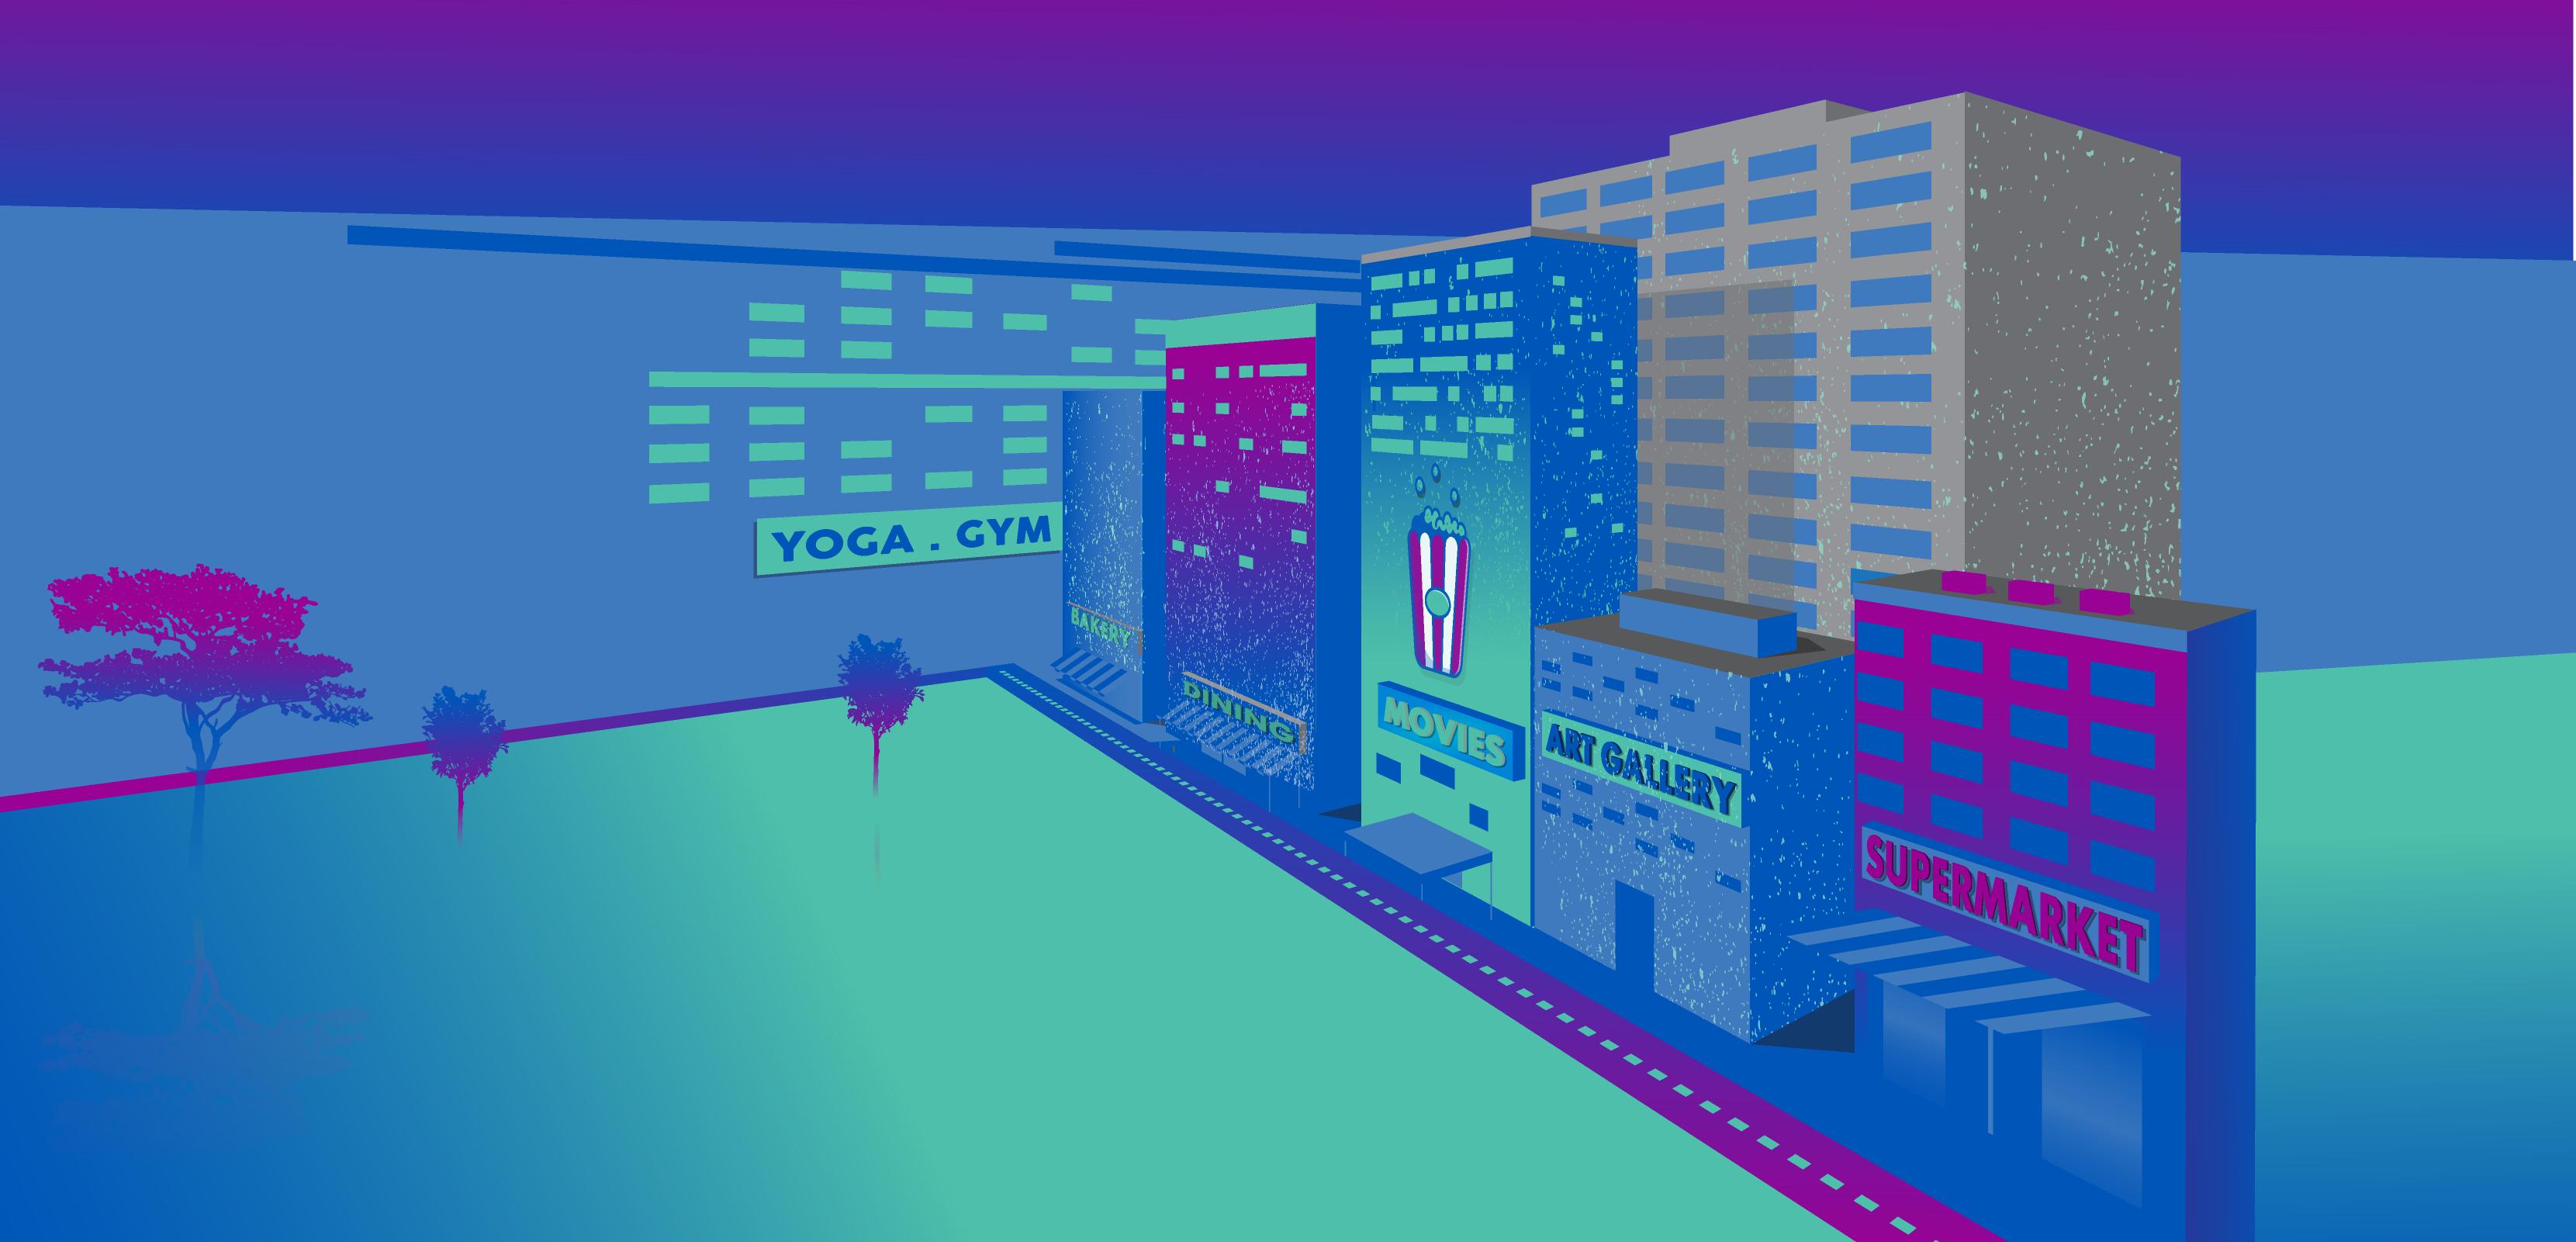 YOGA . GYM
BAKERY
DINING
MOVIES
ART GALLERY
SUPERMARKET